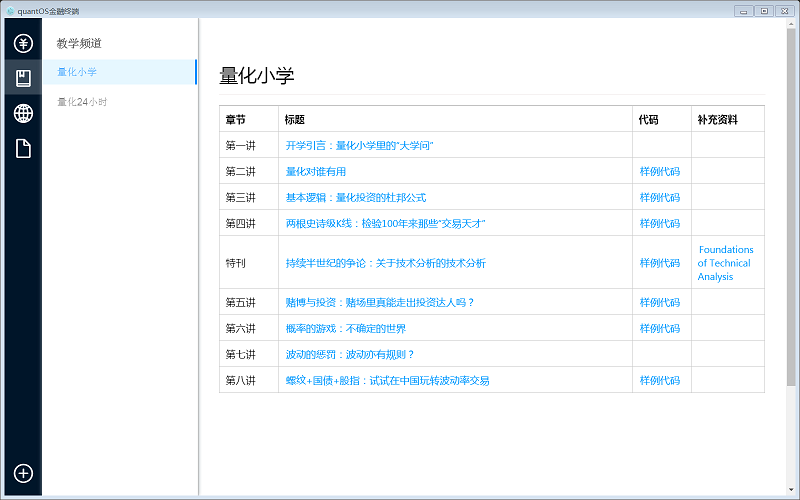 quantOS金融终端
教学频道
量化小学
量化24小时
量化小学
章节 标题 代码 补充资料
第一讲 开学引言：量化小学里的"大学问"
第二讲 量化对谁有用 样例代码
第三讲 基本逻辑：量化投资的杜邦公式 样例代码
第四讲 两根史诗级K线：检验100年来那些"交易天才" 样例代码
特刊 持续半世纪的争论：关于技术分析的技术分析 样例代码 Foundations
of Technical
Analysis
第五讲 赌博与投资：赌场里真能走出投资达人吗？ 样例代码
第六讲 概率的游戏：不确定的世界 样例代码
第七讲 波动的惩罚：波动亦有规则？
第八讲 螺纹+国债+股指：试试在中国玩转波动率交易 样例代码